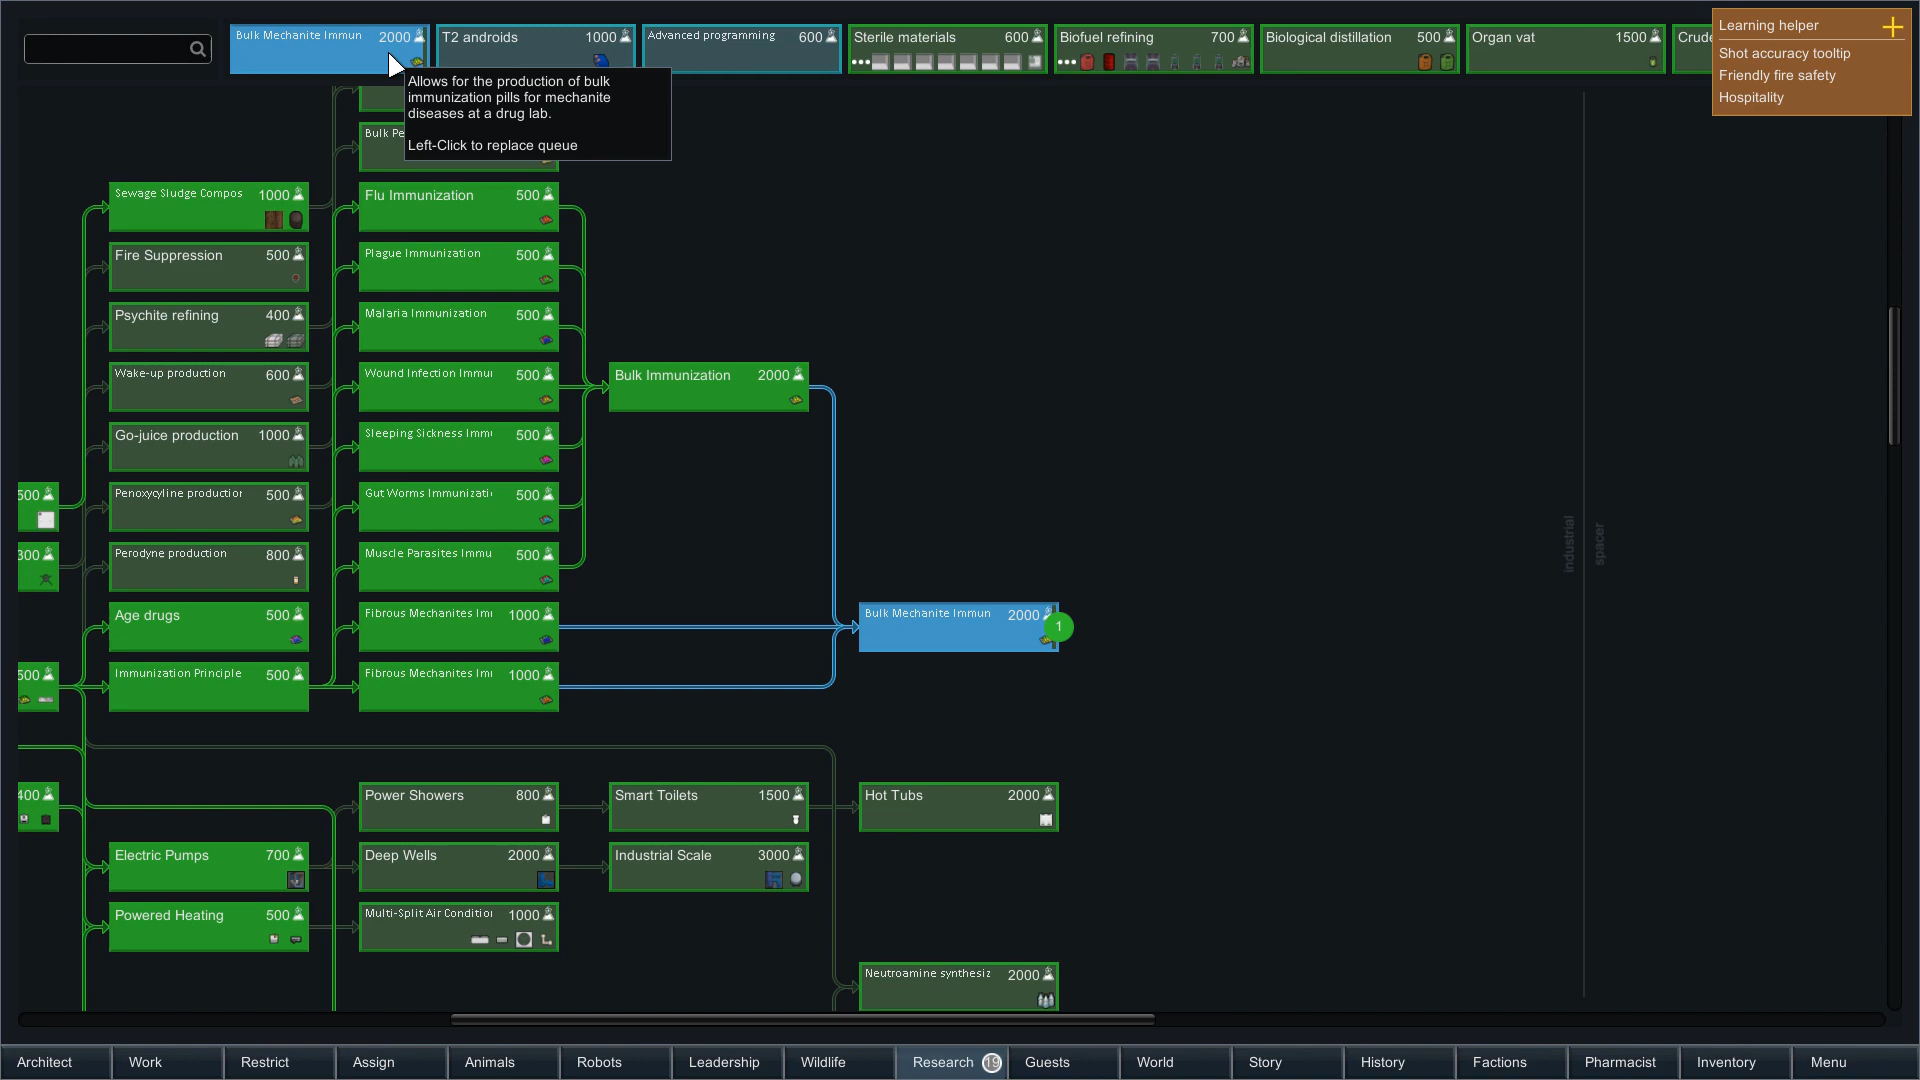 Bulk Mechanite Immun 2000
T2 androids 1000
Advanced programming 600
Sterile materials 600
Biofuel refining 700
Biological distillation 500
Organ vat 1500
Crude
Learning helper
Shot accuracy tooltip
Friendly fire safety
Hospitality
Allows for the production of bulk
immunization pills for mechanite
diseases at a drug lab.
Left-Click to replace queue
Bulk Pe
Sewage Sludge Compos 1000
Flu Immunization 500
Fire Suppression 500
Plague Immunization 500
Psychite refining 400
Malaria Immunization 500
Wake-up production 600
Wound Infection Immu 500
Bulk Immunization 2000
Go-juice production 1000
Sleeping Sickness Immu 500
500
Penoxycyline production 500
Gut Worms Immunizati 500
300
Perodyne production 800
Muscle Parasites Immu 500
Age drugs 500
Fibrous Mechanites Im 1000
Bulk Mechanite Immun 2000
1
500
Immunization Principle 500
Fibrous Mechanites Im 1000
industrial
spacer
400
Power Showers 800
Smart Toilets 1500
Hot Tubs 2000
Electric Pumps 700
Deep Wells 2000
Industrial Scale 3000
Powered Heating 500
Multi-Split Air Conditio 1000
Neutroamine synthesiz 2000
Architect
Work
Restrict
Assign
Animals
Robots
Leadership
Wildlife
Research 19
Guests
World
Story
History
Factions
Pharmacist
Inventory
Menu